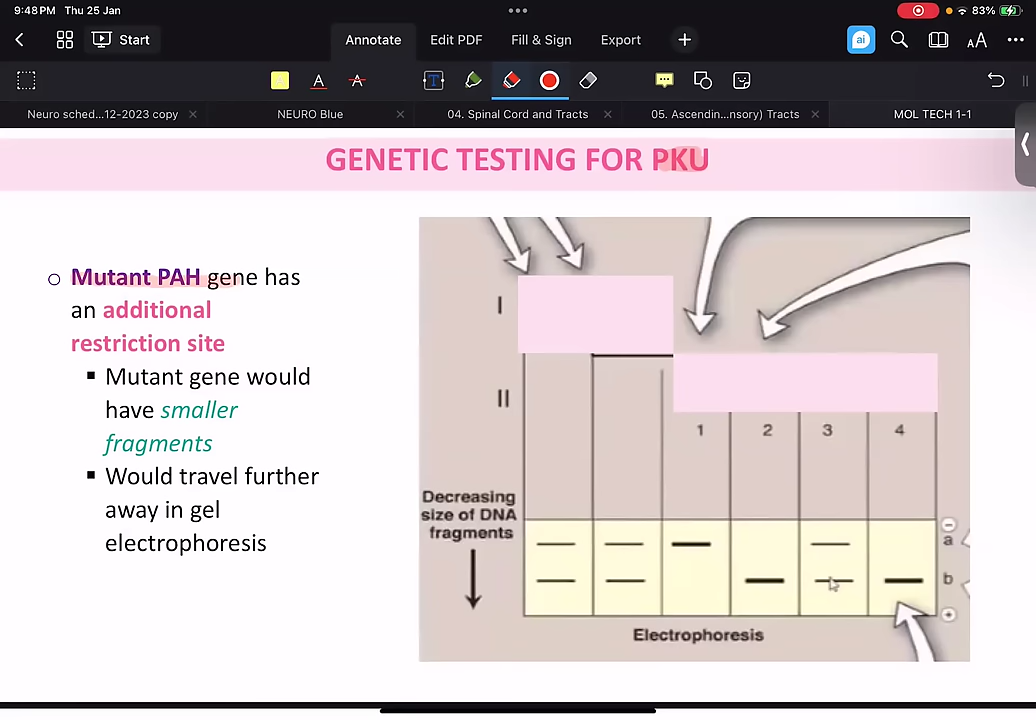 9:48 PM Thu 25 Jan
83%
Start
Annotate
Edit PDF
Fill & Sign
Export
ai
AA
T
A
A
Neuro sched...12-2023 copy
NEURO Blue
04. Spinal Cord and Tracts
05. Ascendin...nsory) Tracts
MOL TECH 1-1
GENETIC TESTING FOR PKU
Mutant PAH gene has
an additional
restriction site
Mutant gene would
have smaller
fragments
Would travel further
away in gel
electrophoresis
I
II
1 2 3 4
Decreasing
size of DNA
fragments
a
b
Electrophoresis